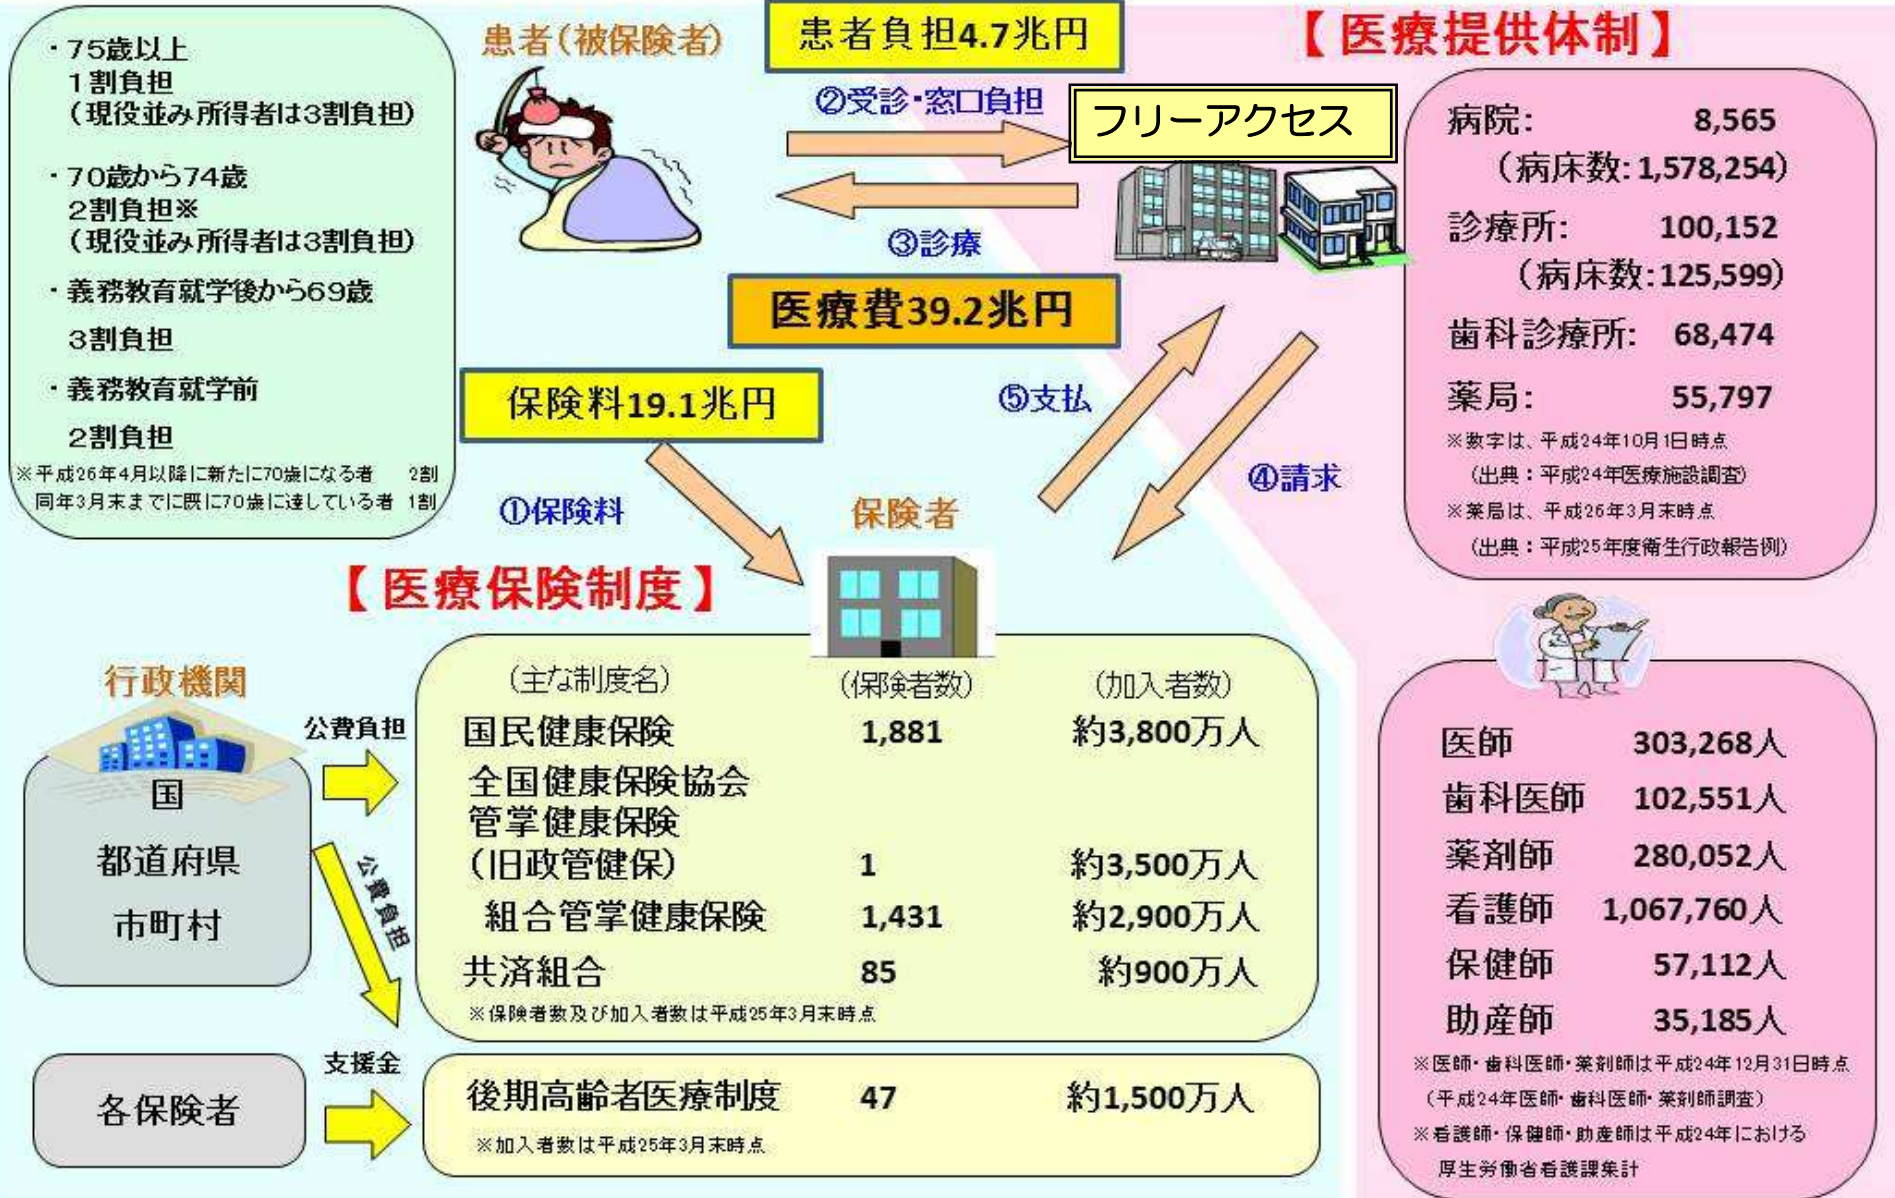 ・75歳以上
1割負担
(現役並み所得者は3割負担)
・70歳から74歳
2割負担※
(現役並み所得者は3割負担)
・義務教育就学後から69歳
3割負担
・義務教育就学前
2割負担
※平成26年4月以降に新たに70歳になる者 2割
同年3月末までに既に70歳に達している者 1割
患者(被保険者)
患者負担4.7兆円
②受診・窓口負担
フリーアクセス
③診療
医療費39.2兆円
保険料19.1兆円
①保険料
⑤支払
④請求
保険者
【医療提供体制】
病院: 8,565
(病床数:1,578,254)
診療所: 100,152
(病床数:125,599)
歯科診療所: 68,474
薬局: 55,797
※数字は、平成24年10月1日時点
(出典:平成24年医療施設調査)
※薬局は、平成26年3月末時点
(出典:平成25年度衛生行政報告例)
【医療保険制度】
行政機関
国
都道府県
市町村
公費負担
公費負担
(主な制度名) (保険者数) (加入者数)
国民健康保険 1,881 約3,800万人
全国健康保険協会
管掌健康保険
(旧政管健保) 1 約3,500万人
組合管掌健康保険 1,431 約2,900万人
共済組合 85 約900万人
※保険者数及び加入者数は平成25年3月末時点
各保険者
支援金
後期高齢者医療制度 47 約1,500万人
※加入者数は平成25年3月末時点
医師 303,268人
歯科医師 102,551人
薬剤師 280,052人
看護師 1,067,760人
保健師 57,112人
助産師 35,185人
※医師・歯科医師・薬剤師は平成24年12月31日時点
(平成24年医師・歯科医師・薬剤師調査)
※看護師・保健師・助産師は平成24年における
厚生労働省看護課集計